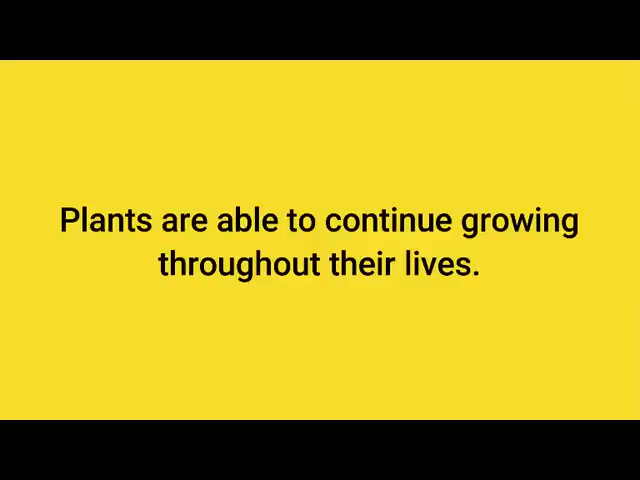 Plants are able to continue growing
throughout their lives.